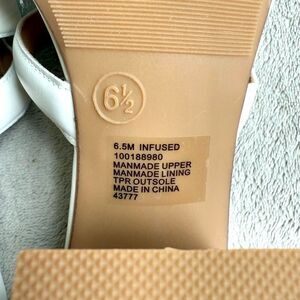 6½
6.5M INFUSED
100188980
MANMADE UPPER
MANMADE LINING
TPR OUTSOLE
MADE IN CHINA
43777